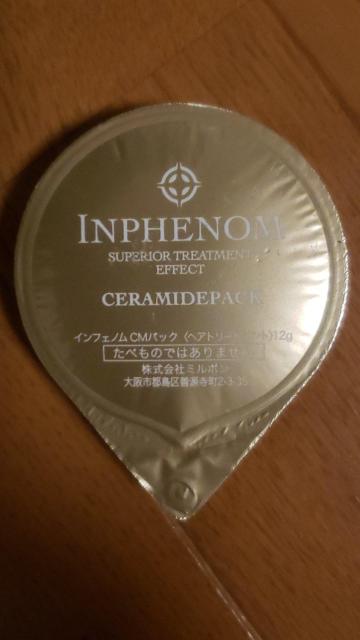 INPHENOM
SUPERIOR TREATMENT
EFFECT
CERAMIDEPACK
インフェノム CMパック 〈ヘアトリートメント〉12g
たべものではありません
株式会社ミルボン
大阪市都島区善源寺町2-3-35